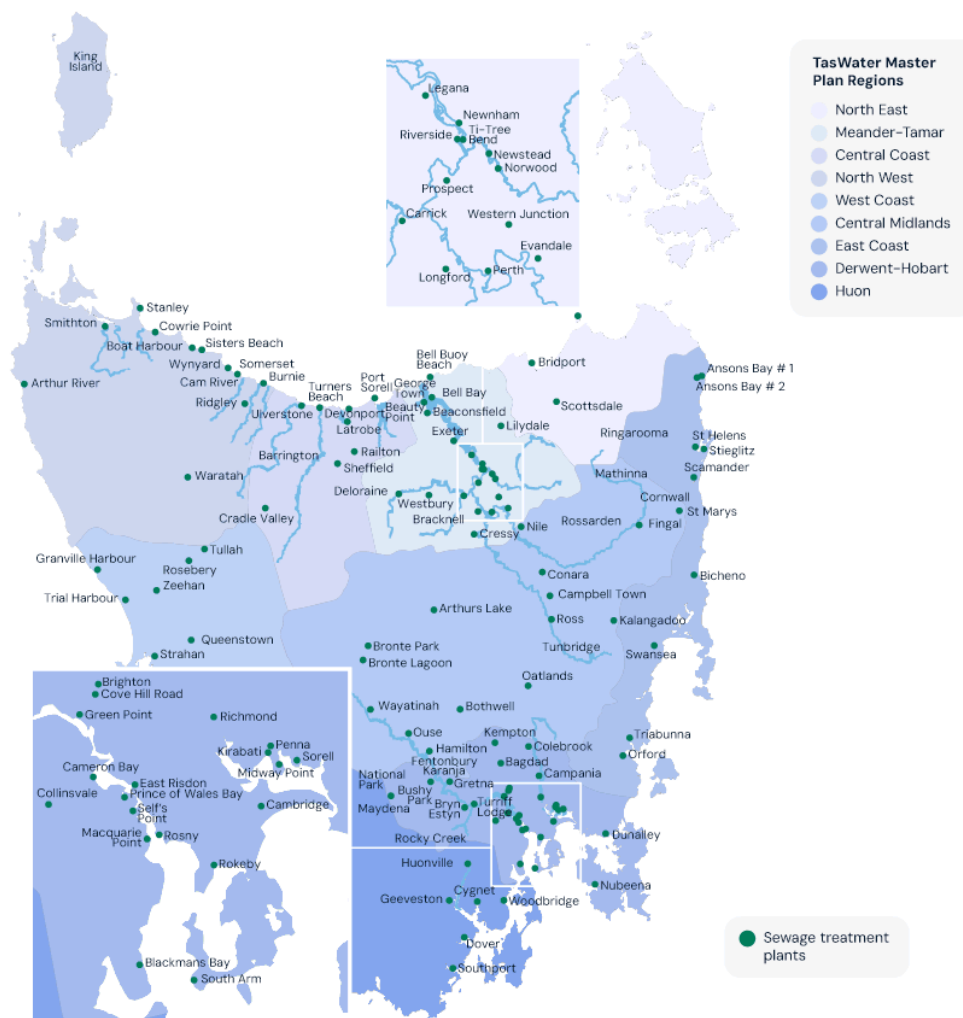 King
Island
TasWater Master
Plan Regions
North East
Meander-Tamar
Central Coast
North West
West Coast
Central Midlands
East Coast
Derwent-Hobart
Huon
Legana
Newnham
Riverside
Ti-Tree
Bend
Newstead
Norwood
Prospect
Carrick
Western Junction
Evandale
Longford
Perth
Stanley
Smithton
Cowrie Point
Boat Harbour
Sisters Beach
Wynyard
Somerset
Arthur River
Cam River
Burnie
Ridgley
Ulverstone
Turners
Beach
Port
Sorell
Devonport
Latrobe
Bell Buoy
Beach
George
Town
Bell Bay
Beauty
Point
Beaconsfield
Exeter
Lilydale
Bridport
Scottsdale
Ansons Bay # 1
Ansons Bay # 2
Ringarooma
St Helens
Stieglitz
Scamander
Barrington
Railton
Sheffield
Waratah
Deloraine
Westbury
Bracknell
Mathinna
Cornwall
St Marys
Rossarden
Fingal
Cradle Valley
Cressy
Nile
Tullah
Granville Harbour
Rosebery
Zeehan
Trial Harbour
Conara
Bicheno
Campbell Town
Arthurs Lake
Ross
Kalangadoo
Queenstown
Strahan
Bronte Park
Bronte Lagoon
Tunbridge
Swansea
Oatlands
Wayatinah
Bothwell
Ouse
Kempton
Colebrook
Triabunna
Orford
Hamilton
Fentonbury
Karanja
Bagdad
National
Park
Gretna
Campania
Bushy
Park
Maydena
Bryn
Estyn
Turriff
Lodge
Rocky Creek
Dunalley
Huonville
Nubeena
Cygnet
Geeveston
Woodbridge
Dover
Southport
Brighton
Cove Hill Road
Green Point
Richmond
Penna
Kirabati
Sorell
Midway Point
Cameron Bay
East Risdon
Collinsvale
Prince of Wales Bay
Self's
Point
Cambridge
Macquarie
Point
Rosny
Rokeby
Blackmans Bay
South Arm
Sewage treatment
plants